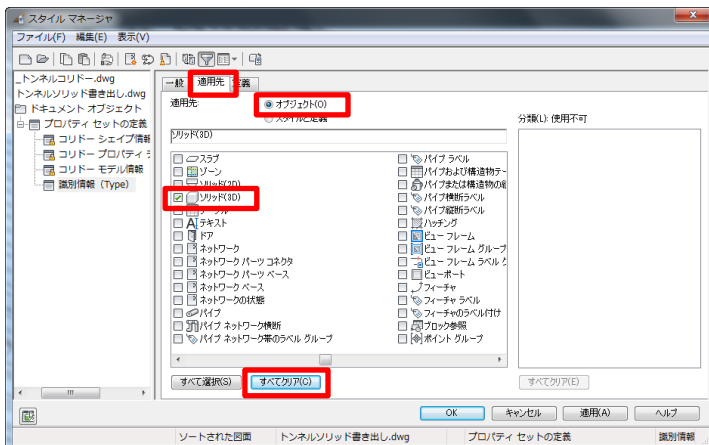 スタイル マネージャ
ファイル(F) 編集(E) 表示(V)
_トンネルコリドー.dwg
トンネルソリッド書き出し.dwg
ドキュメント オブジェクト
プロパティ セットの定義
コリドー シェイプ情報
コリドー プロパティ
コリドー モデル情報
識別情報 (Type)
一般 適用先 定義
適用先:
オブジェクト(O)
スタイルと定義
分類(L): 使用不可
ソリッド(3D)
スラブ
ゾーン
ソリッド(2D)
ソリッド(3D)
テーブル
テキスト
ドア
ネットワーク
ネットワーク パーツ コネクタ
ネットワーク パーツ ベース
ネットワーク ベース
ネットワークの状態
パイプ
パイプ ネットワーク横断
パイプ ネットワーク帯のラベル グループ
パイプ ラベル
パイプおよび構造物テー
パイプまたは構造物の
パイプ横断ラベル
パイプ縦断ラベル
ハッチング
ビュー フレーム
ビュー フレーム グループ
ビュー フレーム ラベル
ビューポート
フィーチャ
フィーチャ ラベル
フィーチャのラベル付け
ブロック参照
ポイント グループ
すべて選択(S) すべてクリア(C) すべてクリア(E)
OK キャンセル 適用(A) ヘルプ
ソートされた図面 トンネルソリッド書き出し.dwg プロパティ セットの定義 識別情報